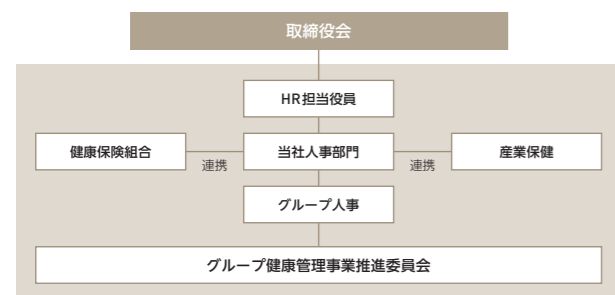 取締役会
HR担当役員
健康保険組合
連携
当社人事部門
連携
産業保健
グループ人事
グループ健康管理事業推進委員会